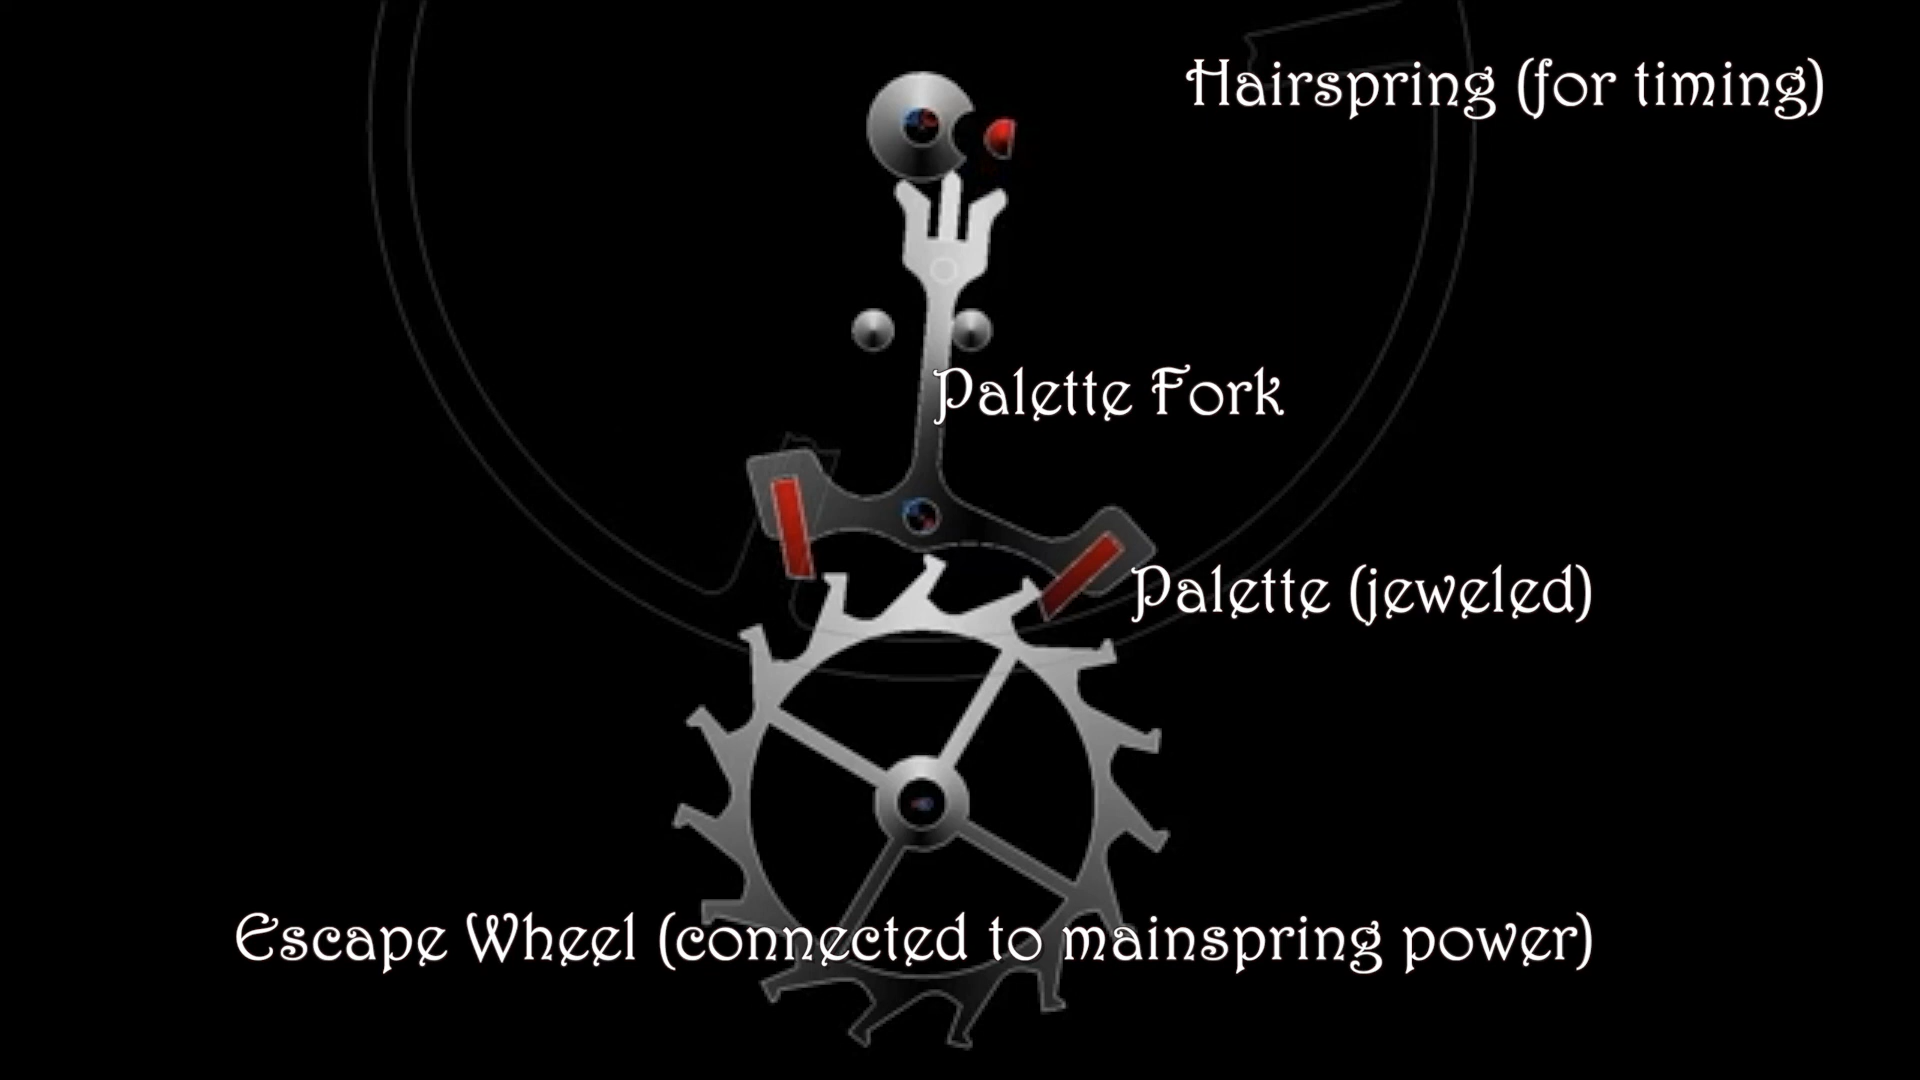 Hairspring (for timing)
Palette Fork
Palette (jeweled)
Escape Wheel (connected to mainspring power)